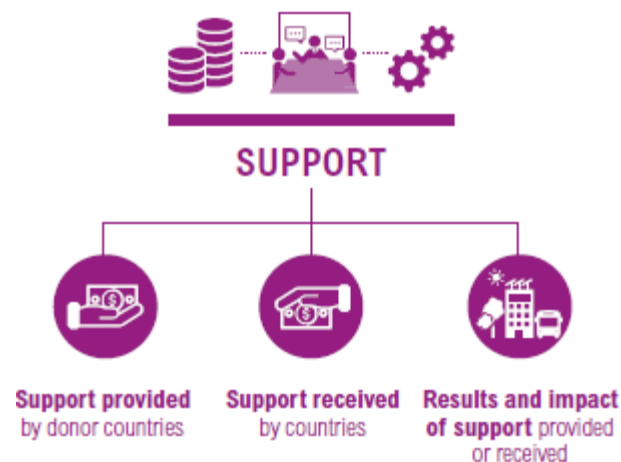 SUPPORT
Support provided
by donor countries
Support received
by countries
Results and impact
of support provided
or received